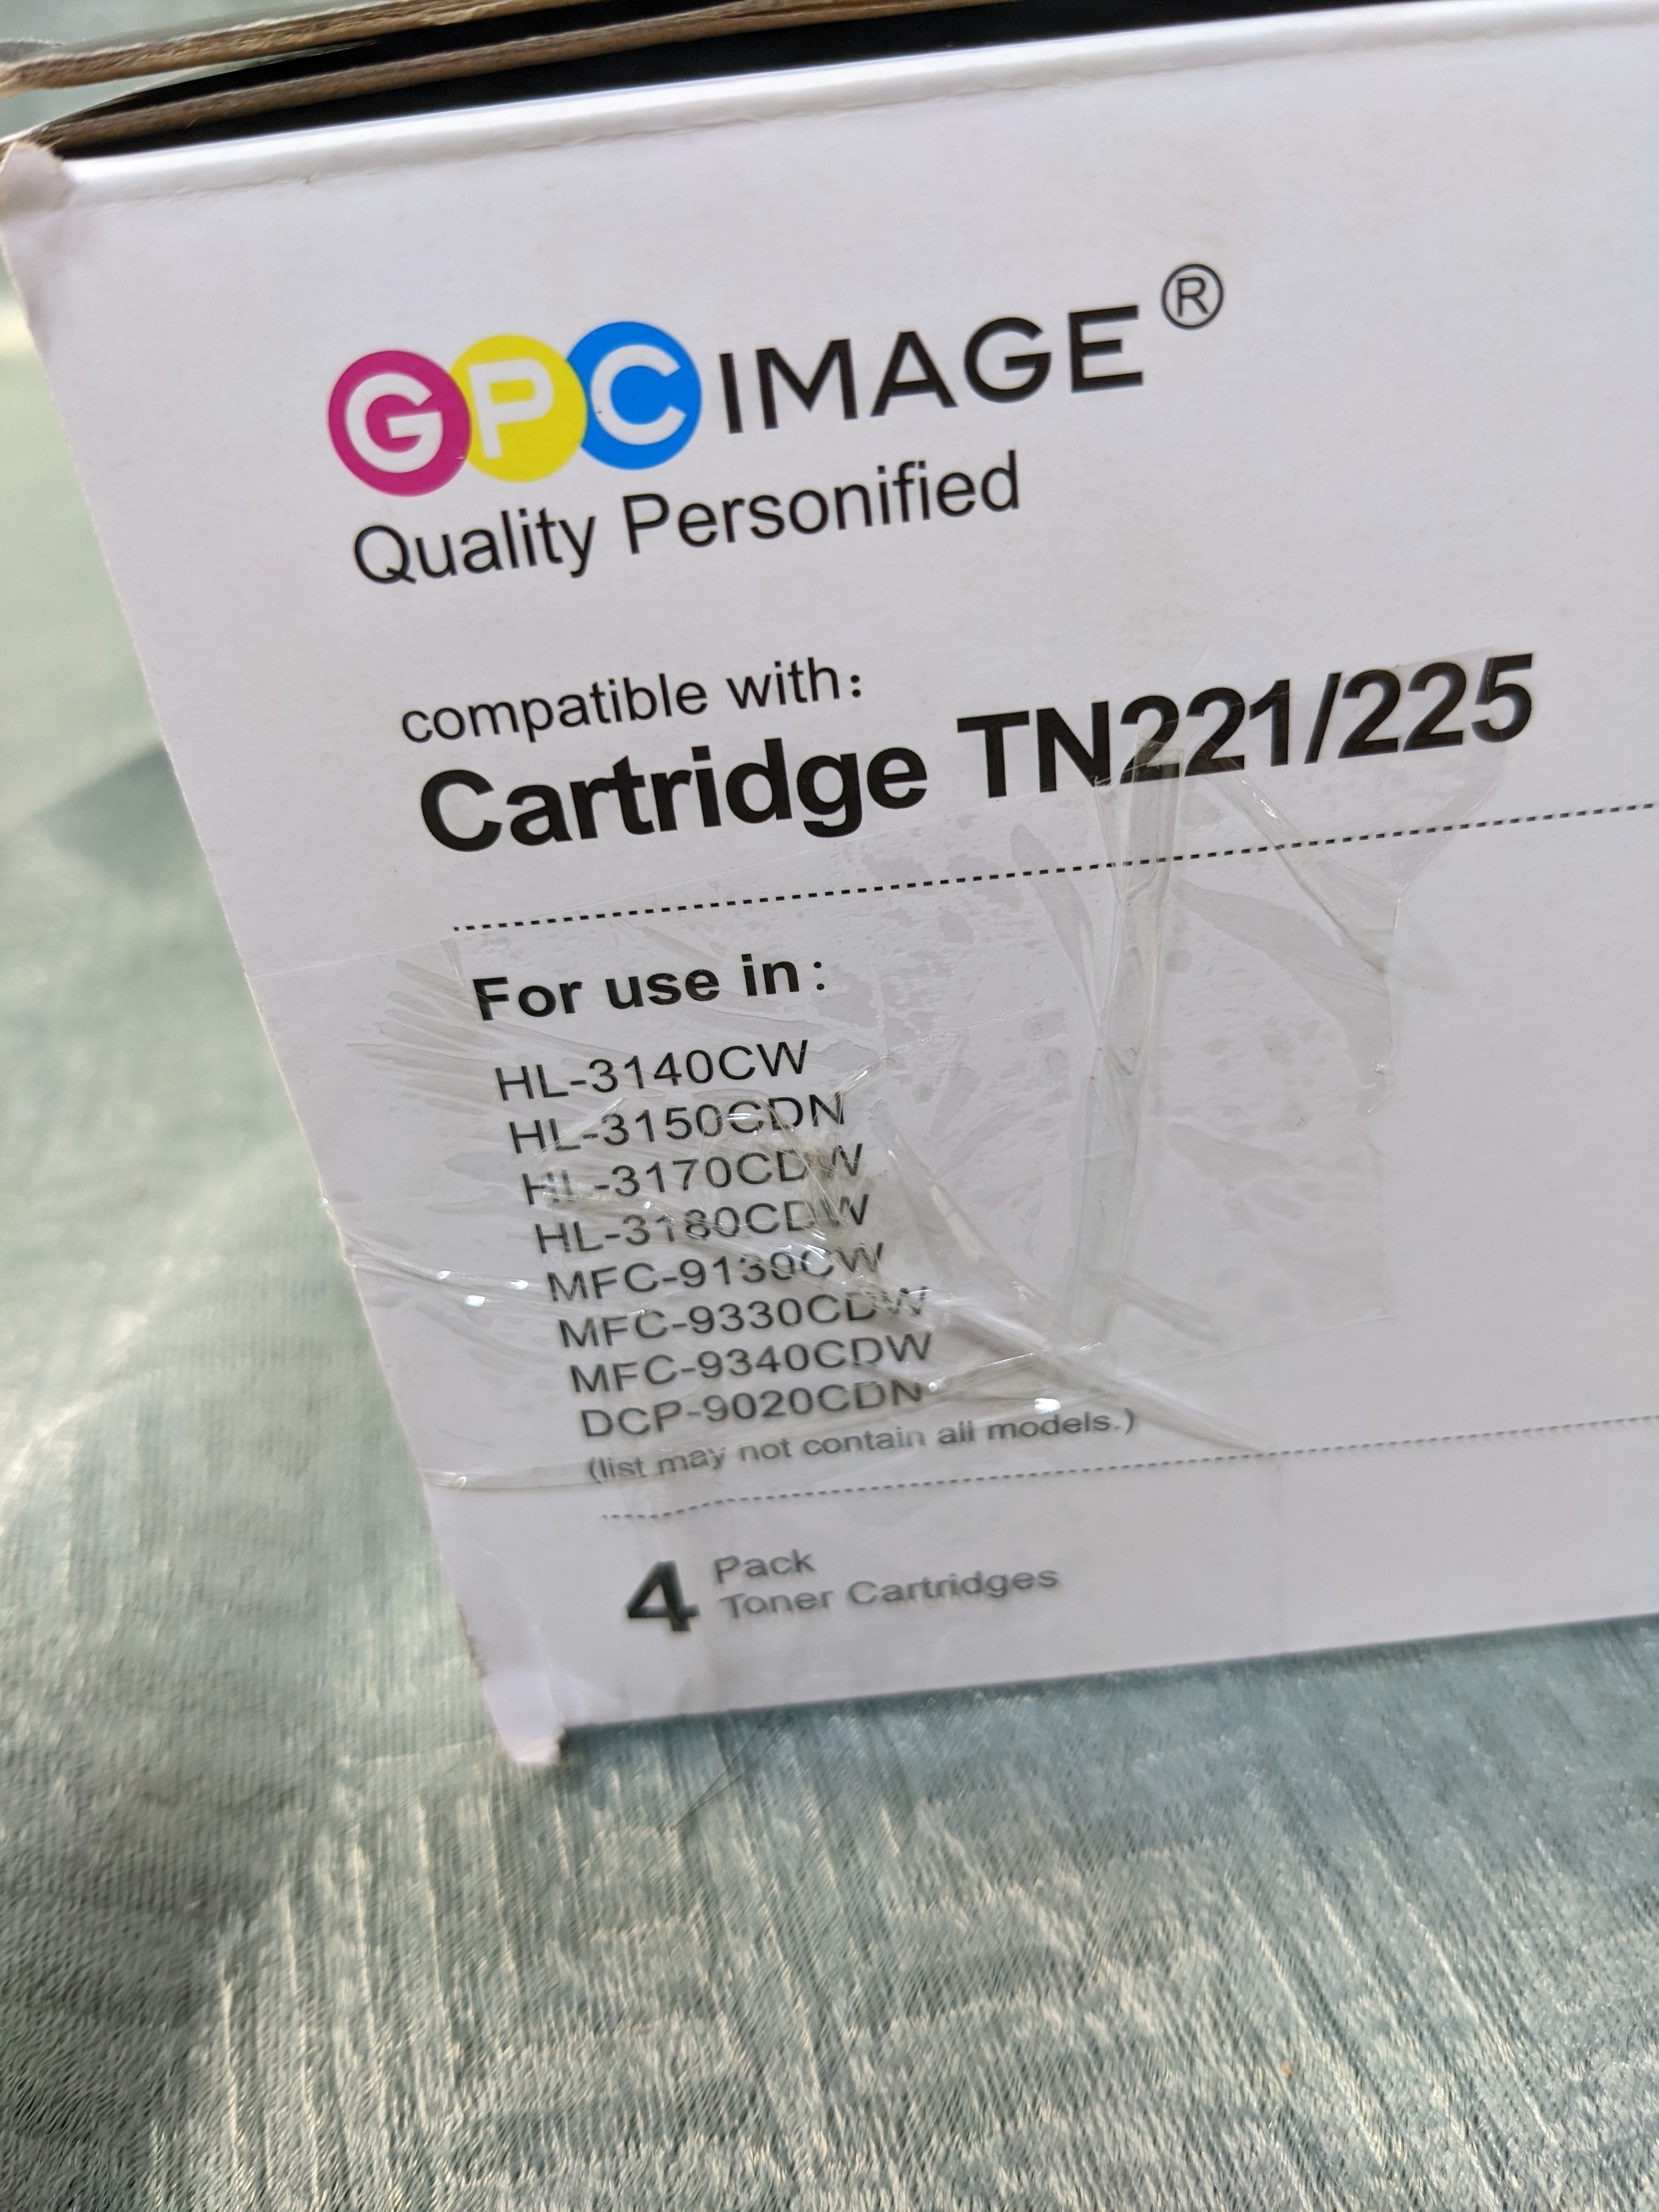 GPC IMAGE®
Quality Personified
compatible with:
Cartridge TN221/225
For use in:
HL-3140CW
HL-3150CDN
HL-3170CDW
HL-3180CDW
MFC-9130CW
MFC-9330CDW
MFC-9340CDW
DCP-9020CDN
(list may not contain all models.)
4 Pack
Toner Cartridges